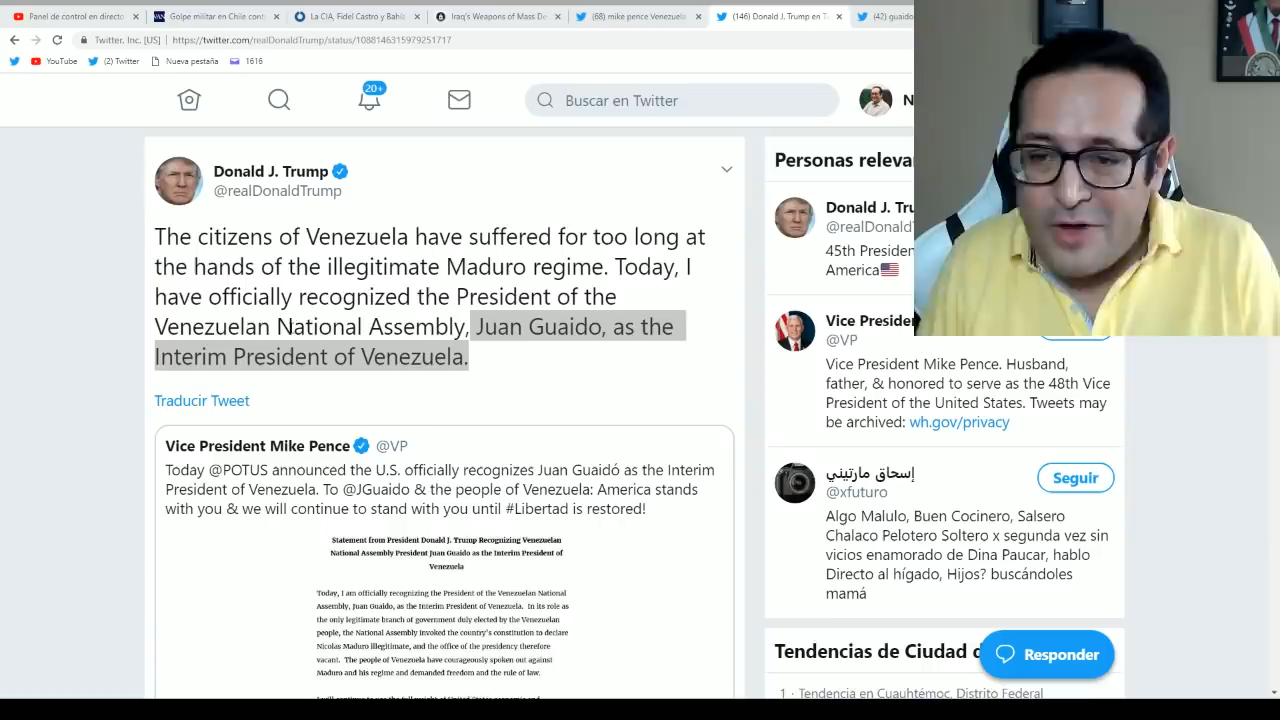 Panel de control en directo
Golpe militar en Chile cont
La CIA, Fidel Castro y Bahía
Iraq's Weapons of Mass De
(68) mike pence Venezuela
(146) Donald J. Trump en T
(42) guaido
Twitter, Inc. [US] | https://twitter.com/realDonaldTrump/status/1088146315979251717
YouTube
(2) Twitter
Nueva pestaña
1616
20+
Buscar en Twitter
N
Donald J. Trump
@realDonaldTrump
The citizens of Venezuela have suffered for too long at
the hands of the illegitimate Maduro regime. Today, I
have officially recognized the President of the
Venezuelan National Assembly, Juan Guaido, as the
Interim President of Venezuela.
Traducir Tweet
Vice President Mike Pence @VP
Today @POTUS announced the U.S. officially recognizes Juan Guaidó as the Interim
President of Venezuela. To @JGuaido & the people of Venezuela: America stands
with you & we will continue to stand with you until #Libertad is restored!
Statement from President Donald J. Trump Recognizing Venezuelan
National Assembly President Juan Guaido as the Interim President of
Venezuela
Today, I am officially recognizing the President of the Venezuelan National
Assembly, Juan Guaido, as the Interim President of Venezuela. In its role as
the only legitimate branch of government duly elected by the Venezuelan
people, the National Assembly invoked the country's constitution to declare
Nicolas Maduro illegitimate, and the office of the presidency therefore
vacant. The people of Venezuela have courageously spoken out against
Maduro and his regime and demanded freedom and the rule of law.
Personas releva
Donald J. Tru
@realDonald
45th Presiden
America
Vice Presiden
@VP
Vice President Mike Pence. Husband,
father, & honored to serve as the 48th Vice
President of the United States. Tweets may
be archived: wh.gov/privacy
إسحاق مارتيني
@xfuturo
Seguir
Algo Malulo, Buen Cocinero, Salsero
Chalaco Pelotero Soltero x segunda vez sin
vicios enamorado de Dina Paucar, hablo
Directo al hígado, Hijos? buscándoles
mamá
Tendencias de Ciudad d
Responder
1 · Tendencia en Cuauhtémoc, Distrito Federal